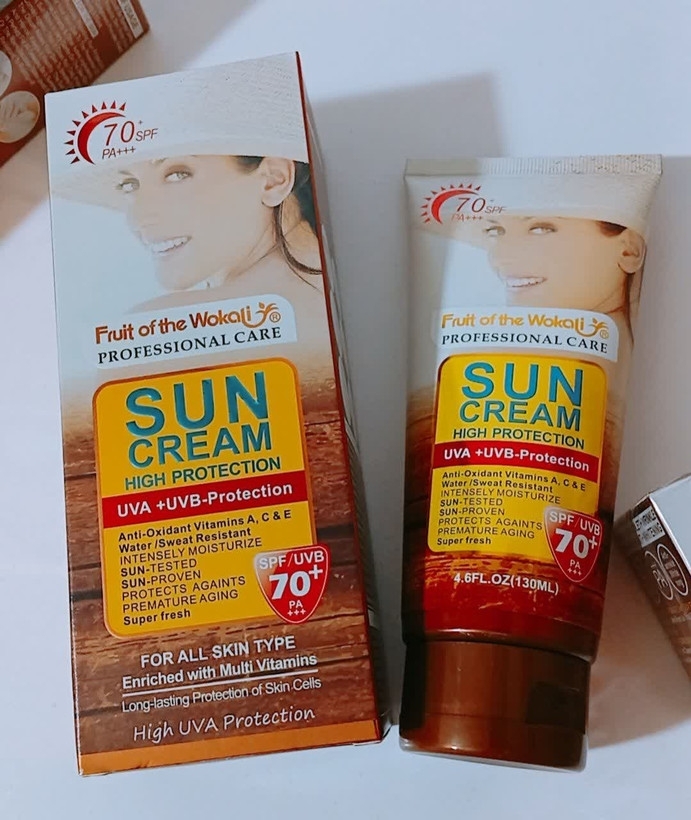 70+ SPF
PA+++
Fruit of the Wokali ®
PROFESSIONAL CARE
SUN
CREAM
HIGH PROTECTION
UVA +UVB-Protection
Anti-Oxidant Vitamins A, C & E
Water /Sweat Resistant
INTENSELY MOISTURIZE
SUN-TESTED
SUN-PROVEN
PROTECTS AGAINTS
PREMATURE AGING
Super fresh
SPF/UVB
70+
PA
+++
FOR ALL SKIN TYPE
Enriched with Multi Vitamins
Long-lasting Protection of Skin Cells
High UVA Protection
70+ SPF
PA+++
Fruit of the Wokali ®
PROFESSIONAL CARE
SUN
CREAM
HIGH PROTECTION
UVA +UVB-Protection
Anti-Oxidant Vitamins A, C & E
Water /Sweat Resistant
INTENSELY MOISTURIZE
SUN-TESTED
SUN-PROVEN
PROTECTS AGAINTS
PREMATURE AGING
Super fresh
SPF/UVB
70+
PA
+++
4.6FL.OZ(130ML)